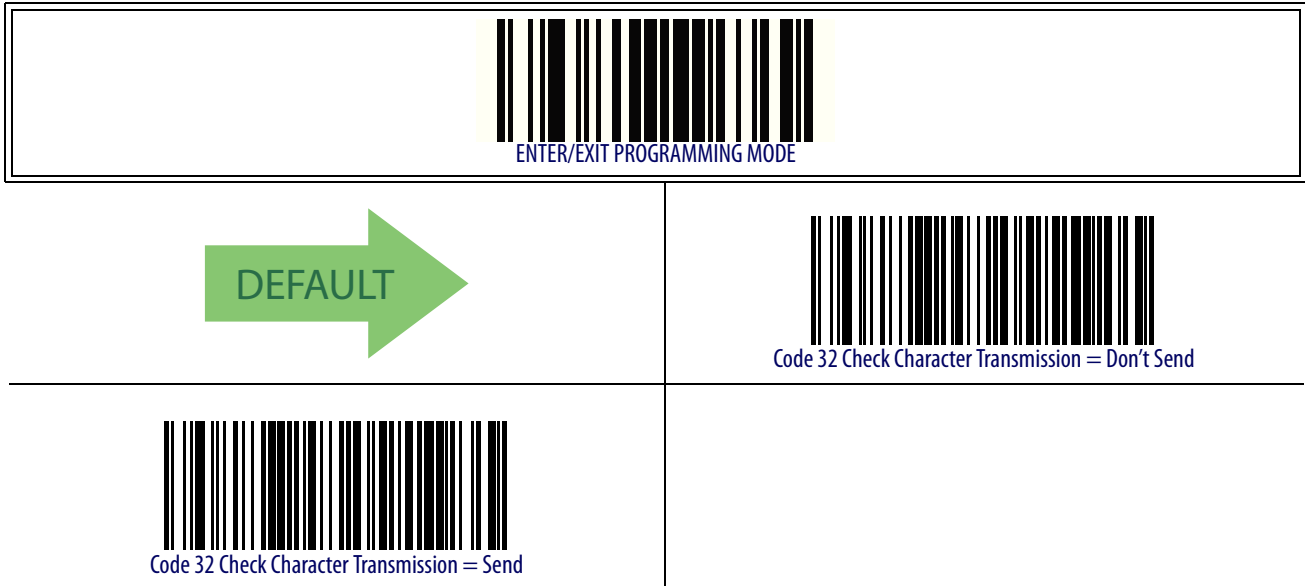 ENTER/EXIT PROGRAMMING MODE
DEFAULT
Code 32 Check Character Transmission = Don’t Send
Code 32 Check Character Transmission = Send